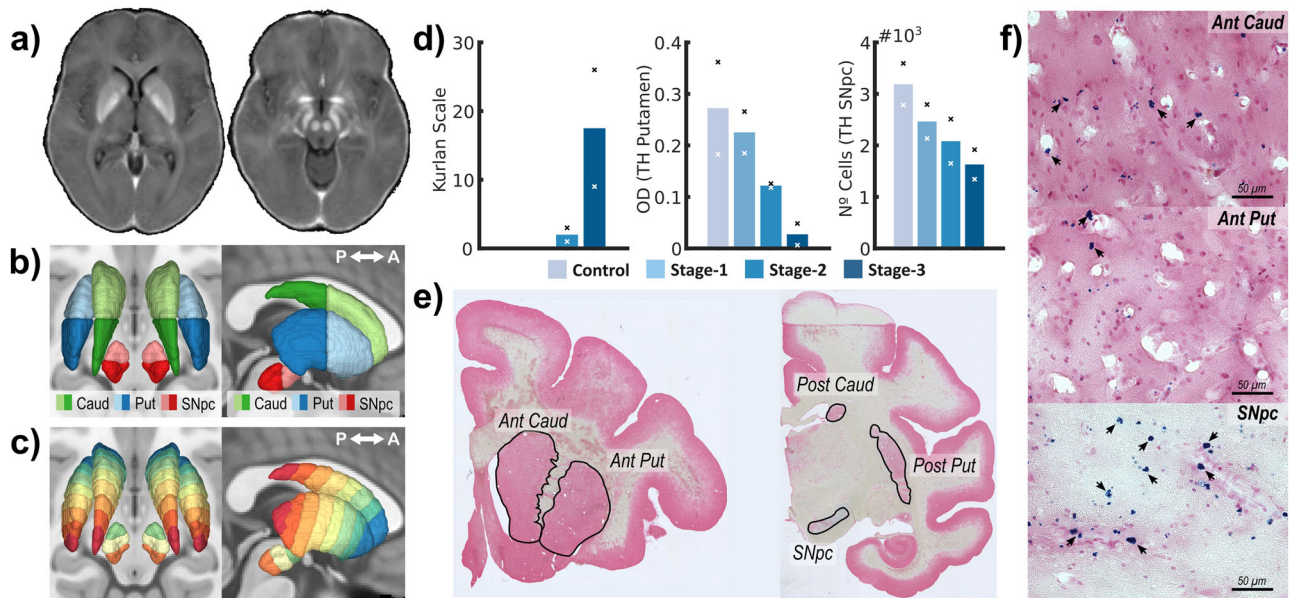 a)
b)
P A
Caud Put SNpc
Caud Put SNpc
c)
P A
d)
30
20
10
0
Kurlan Scale
0.4
0.3
0.2
0.1
0
OD (TH Putamen)
#10³
4
3
2
1
0
Nº Cells (TH SNpc)
Control Stage-1 Stage-2 Stage-3
e)
Ant Caud
Ant Put
Post Caud
Post Put
SNpc
f)
Ant Caud
50 µm
Ant Put
50 µm
SNpc
50 µm